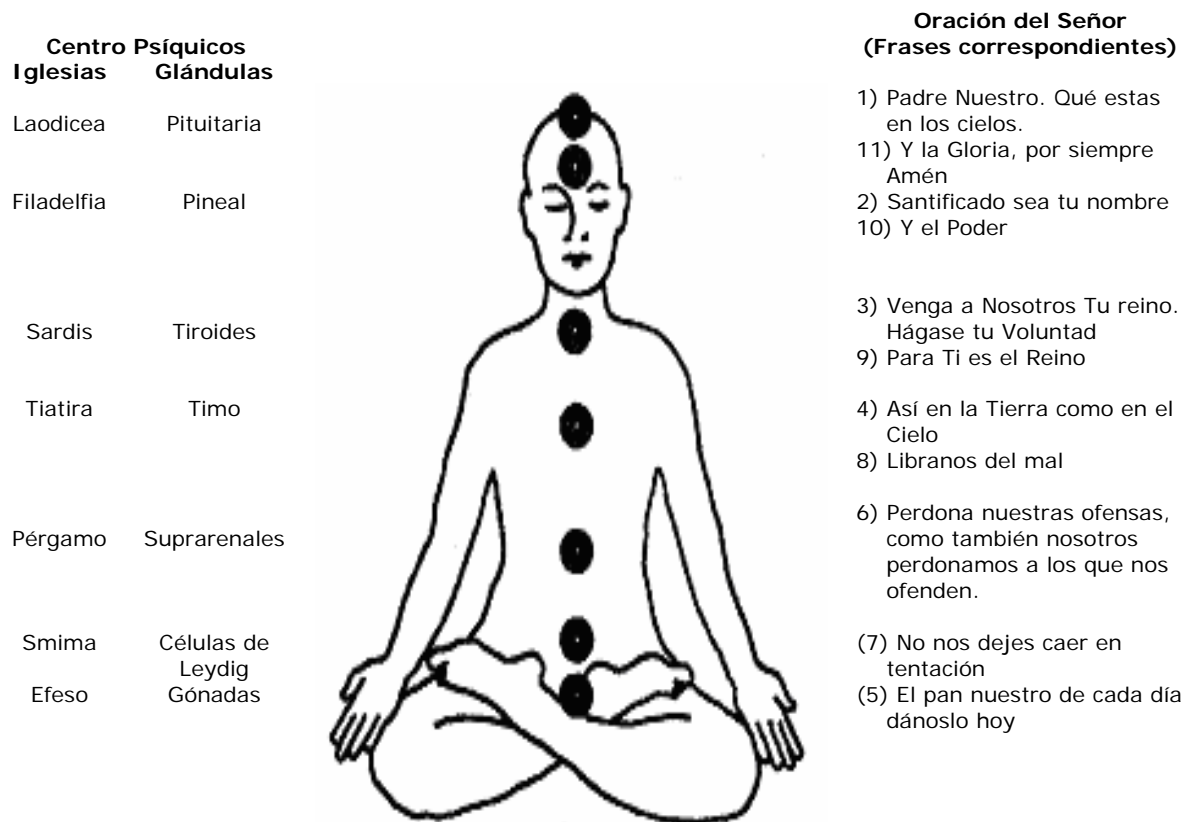 Centro Psíquicos
Iglesias Glándulas
Laodicea Pituitaria
Filadelfia Pineal
Sardis Tiroides
Tiatira Timo
Pérgamo Suprarenales
Smima Células de
Leydig
Efeso Gónadas
Oración del Señor
(Frases correspondientes)
1) Padre Nuestro. Qué estas
en los cielos.
11) Y la Gloria, por siempre
Amén
2) Santificado sea tu nombre
10) Y el Poder
3) Venga a Nosotros Tu reino.
Hágase tu Voluntad
9) Para Ti es el Reino
4) Así en la Tierra como en el
Cielo
8) Libranos del mal
6) Perdona nuestras ofensas,
como también nosotros
perdonamos a los que nos
ofenden.
(7) No nos dejes caer en
tentación
(5) El pan nuestro de cada día
dánoslo hoy